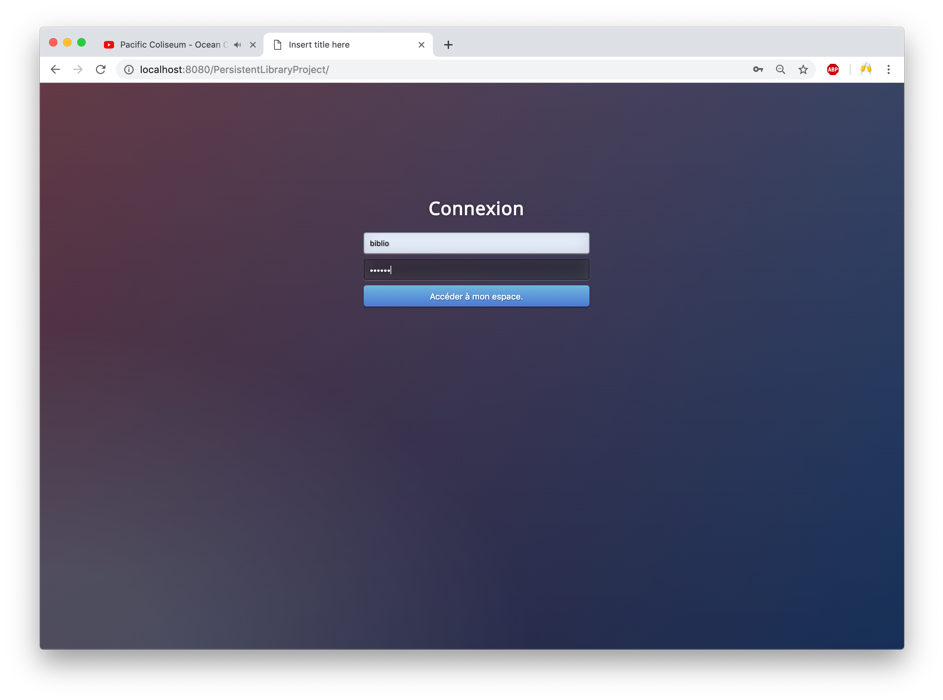 Pacific Coliseum - Ocean
Insert title here
localhost:8080/PersistentLibraryProject/
ABP
Connexion
biblio
••••••
Accéder à mon espace.